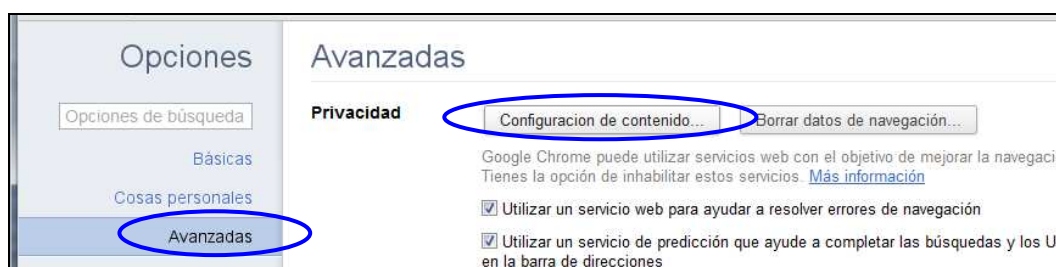 Opciones
Opciones de búsqueda
Básicas
Cosas personales
Avanzadas
Avanzadas
Privacidad
Configuracion de contenido...
Borrar datos de navegación...
Google Chrome puede utilizar servicios web con el objetivo de mejorar la navegaci
Tienes la opción de inhabilitar estos servicios. Más información
Utilizar un servicio web para ayudar a resolver errores de navegación
Utilizar un servicio de predicción que ayude a completar las búsquedas y los U
en la barra de direcciones